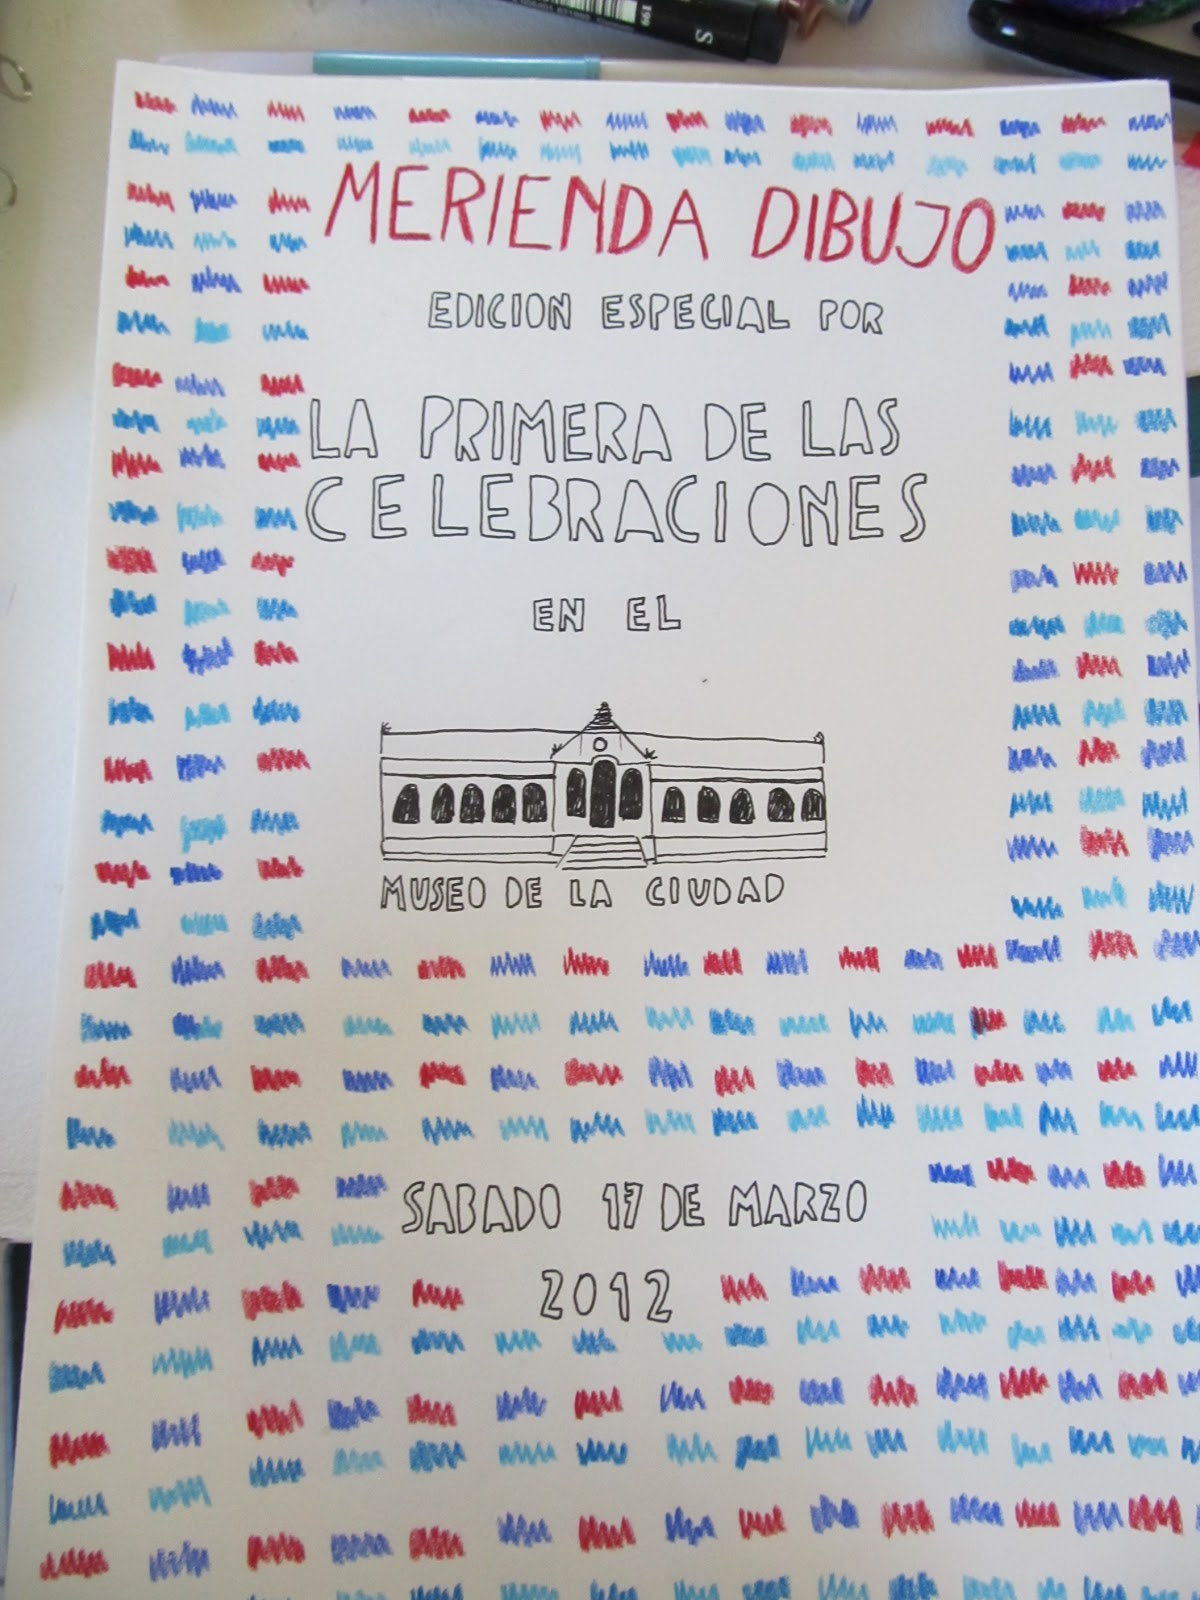 S
199
MERIENDA DIBUJO
EDICION ESPECIAL POR
LA PRIMERA DE LAS
CELEBRACIONES
EN EL
MUSEO DE LA CIUDAD
SABADO 17 DE MARZO
2012